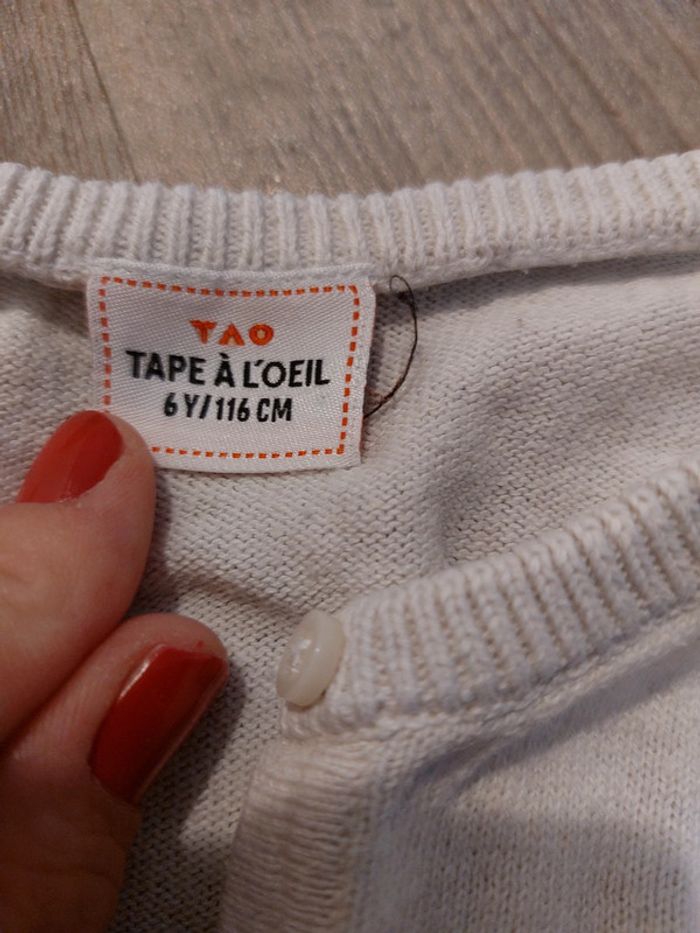 TAO
TAPE À L'OEIL
6 Y/116 CM